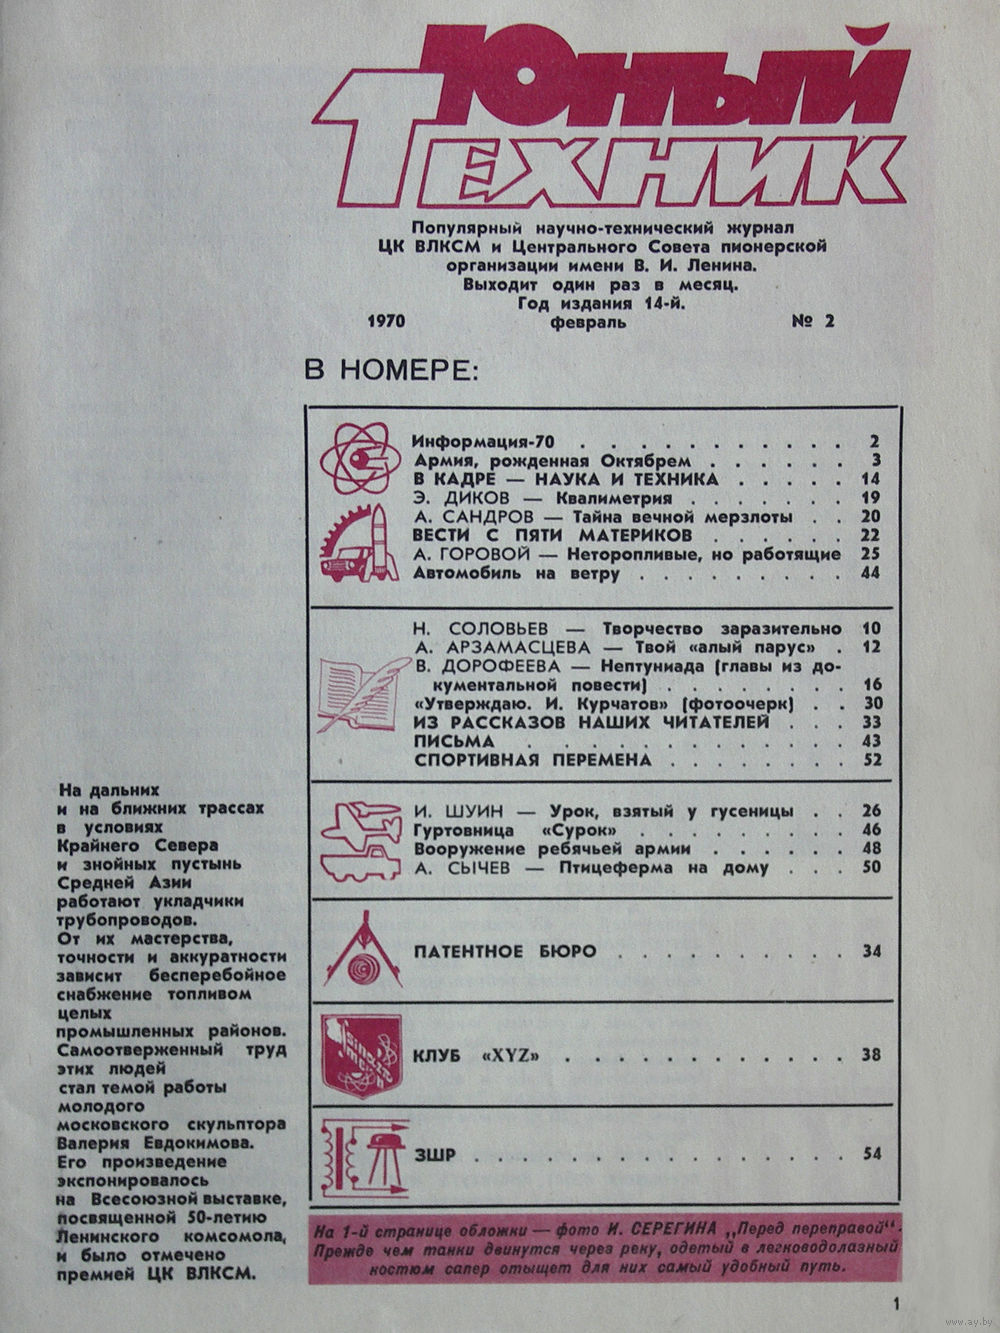 Юный
Техник
Популярный научно-технический журнал
ЦК ВЛКСМ и Центрального Совета пионерской
организации имени В. И. Ленина.
Выходит один раз в месяц.
Год издания 14-й.
1970 февраль № 2
В НОМЕРЕ:
Информация-70 . . . . . . . . . . . 2
Армия, рожденная Октябрем . . . . . . 3
В КАДРЕ — НАУКА И ТЕХНИКА . . . . . 14
Э. ДИКОВ — Квалиметрия . . . . . . . 19
А. САНДРОВ — Тайна вечной мерзлоты . . 20
ВЕСТИ С ПЯТИ МАТЕРИКОВ . . . . . . 22
А. ГОРОВОЙ — Неторопливые, но работящие 25
Автомобиль на ветру . . . . . . . . . 44
Н. СОЛОВЬЕВ — Творчество заразительно 10
А. АРЗАМАСЦЕВА — Твой «алый парус» . 12
В. ДОРОФЕЕВА — Нептуниада (главы из до-
кументальной повести) . . . . . . . . 16
«Утверждаю. И. Курчатов» (фотоочерк) . . 30
ИЗ РАССКАЗОВ НАШИХ ЧИТАТЕЛЕЙ . . . 33
ПИСЬМА . . . . . . . . . . . . . 43
СПОРТИВНАЯ ПЕРЕМЕНА . . . . . . . . 52
И. ШУИН — Урок, взятый у гусеницы . . 26
Гуртовница «Сурок» . . . . . . . . . 46
Вооружение ребячьей армии . . . . . . 48
А. СЫЧЕВ — Птицеферма на дому . . . 50
ПАТЕНТНОЕ БЮРО . . . . . . . . . . 34
КЛУБ «XYZ» . . . . . . . . . . . . 38
ЗШР . . . . . . . . . . . . . . . 54
На дальних
и на ближних трассах
в условиях
Крайнего Севера
и знойных пустынь
Средней Азии
работают укладчики
трубопроводов.
От их мастерства,
точности и аккуратности
зависит бесперебойное
снабжение топливом
целых
промышленных районов.
Самоотверженный труд
этих людей
стал темой работы
молодого
московского скульптора
Валерия Евдокимова.
Его произведение
экспонировалось
на Всесоюзной выставке,
посвященной 50-летию
Ленинского комсомола,
и было отмечено
премией ЦК ВЛКСМ.
На 1-й странице обложки — фото И. СЕРЕГИНА „Перед переправой“.
Прежде чем танки двинутся через реку, одетый в легководолазный
костюм сапер отыщет для них самый удобный путь.
1
www.ay.by